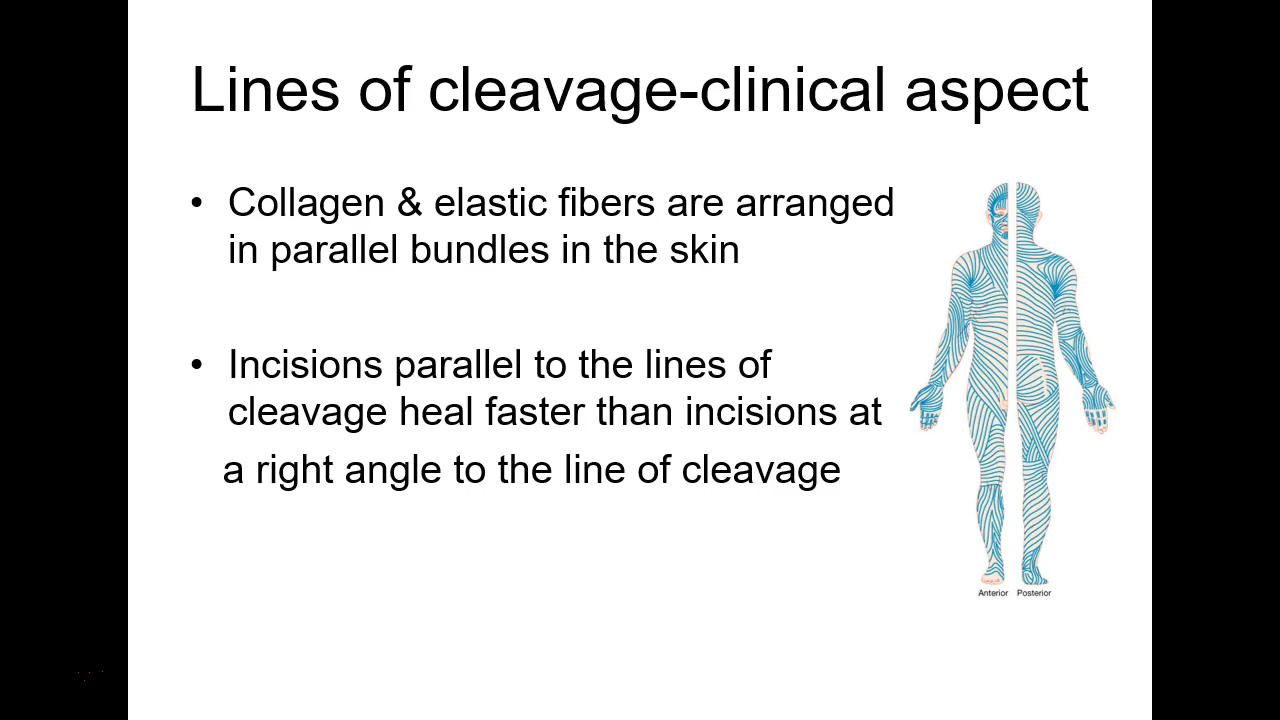 Lines of cleavage-clinical aspect
• Collagen & elastic fibers are arranged
in parallel bundles in the skin
• Incisions parallel to the lines of
cleavage heal faster than incisions at
a right angle to the line of cleavage
Anterior Posterior